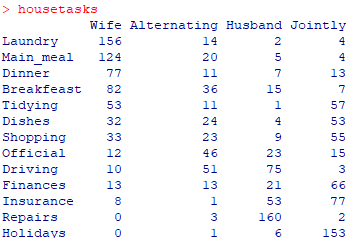 > housetasks
Wife Alternating Husband Jointly
Laundry 156 14 2 4
Main_meal 124 20 5 4
Dinner 77 11 7 13
Breakfeast 82 36 15 7
Tidying 53 11 1 57
Dishes 32 24 4 53
Shopping 33 23 9 55
Official 12 46 23 15
Driving 10 51 75 3
Finances 13 13 21 66
Insurance 8 1 53 77
Repairs 0 3 160 2
Holidays 0 1 6 153